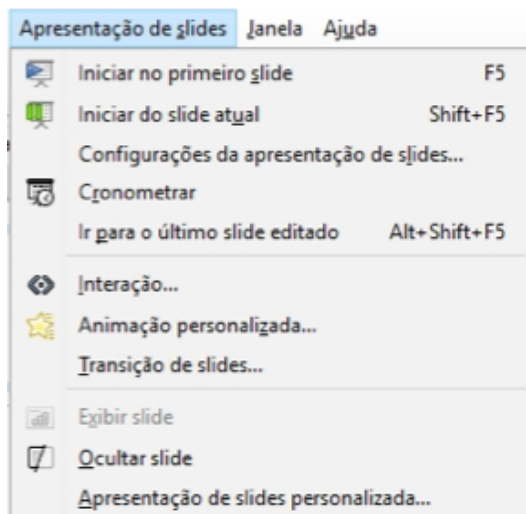 Apresentação de slides Janela Ajuda
Iniciar no primeiro slide F5
Iniciar do slide atual Shift+F5
Configurações da apresentação de slides...
Cronometrar
Ir para o último slide editado Alt+Shift+F5
Interação...
Animação personalizada...
Transição de slides...
Exibir slide
Ocultar slide
Apresentação de slides personalizada...